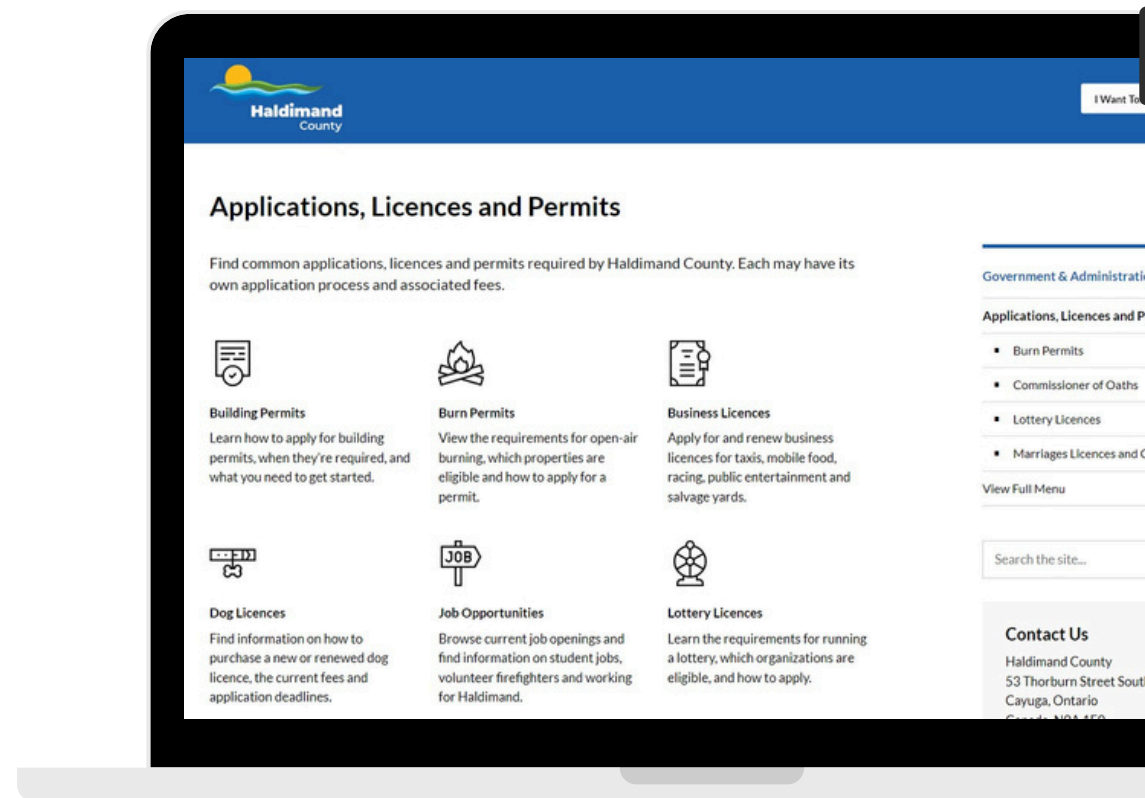 Haldimand
County
I Want To
Applications, Licences and Permits
Find common applications, licences and permits required by Haldimand County. Each may have its
own application process and associated fees.
Building Permits
Learn how to apply for building
permits, when they're required, and
what you need to get started.
Burn Permits
View the requirements for open-air
burning, which properties are
eligible and how to apply for a
permit.
Business Licences
Apply for and renew business
licences for taxis, mobile food,
racing, public entertainment and
salvage yards.
Dog Licences
Find information on how to
purchase a new or renewed dog
licence, the current fees and
application deadlines.
JOB
Job Opportunities
Browse current job openings and
find information on student jobs,
volunteer firefighters and working
for Haldimand.
Lottery Licences
Learn the requirements for running
a lottery, which organizations are
eligible, and how to apply.
Government &
Applications, Licences and
Burn Permits
Commissioner of Oaths
Lottery Licences
Marriages Licences and
View Full Menu
Search the site...
Contact Us
Haldimand County
53 Thorburn Street
Cayuga, Ontario